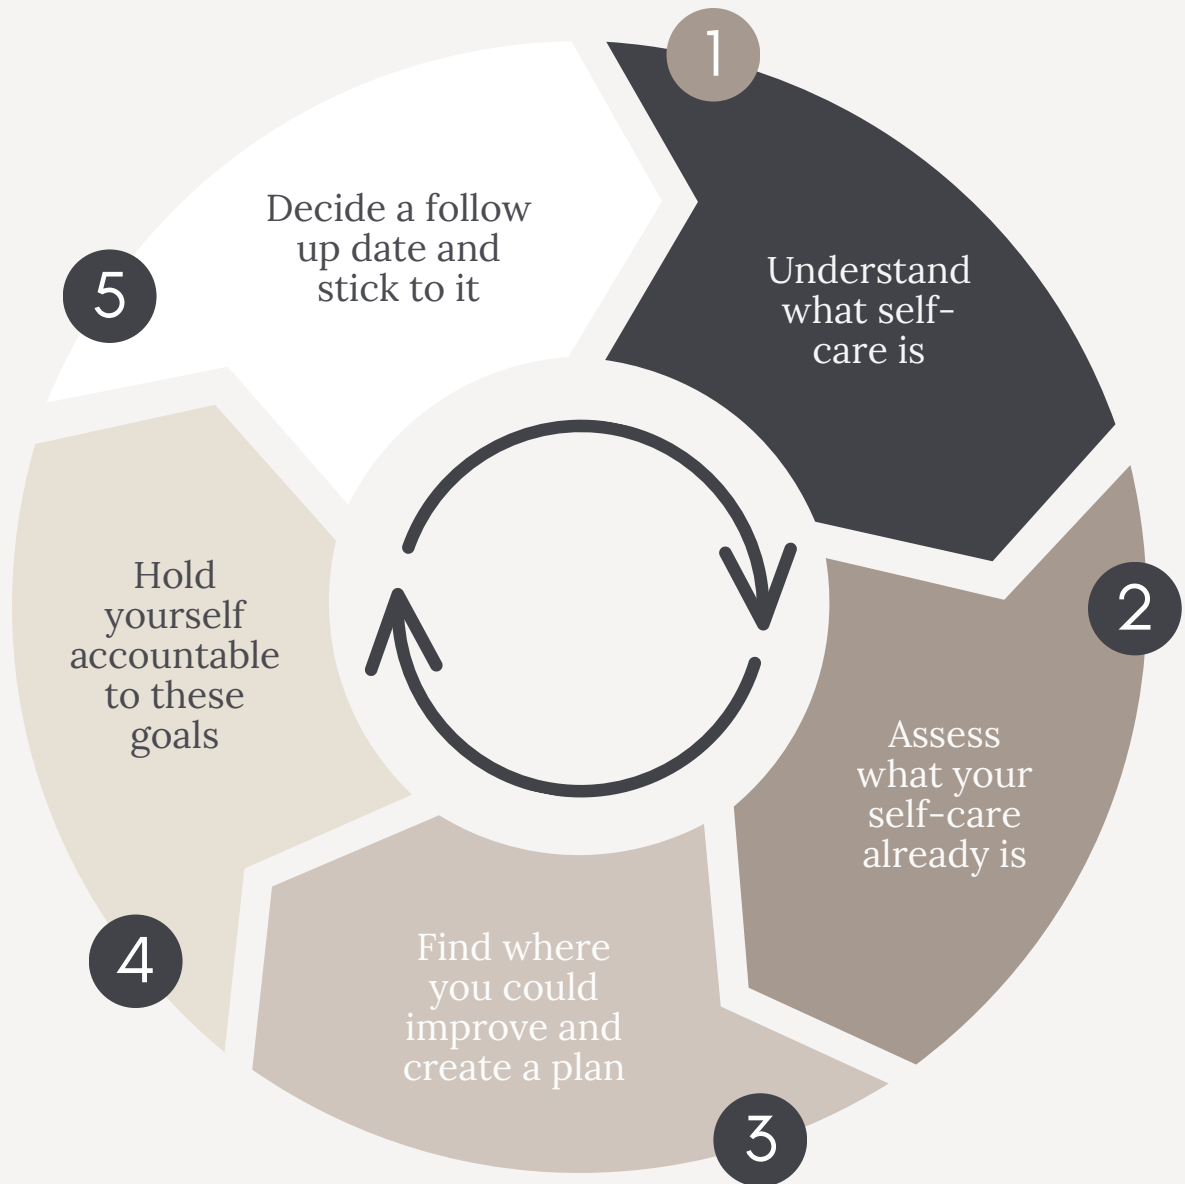 1
Understand
what self-
care is
2
Assess
what your
self-care
already is
3
Find where
you could
improve and
create a plan
4
Hold
yourself
accountable
to these
goals
5
Decide a follow
up date and
stick to it